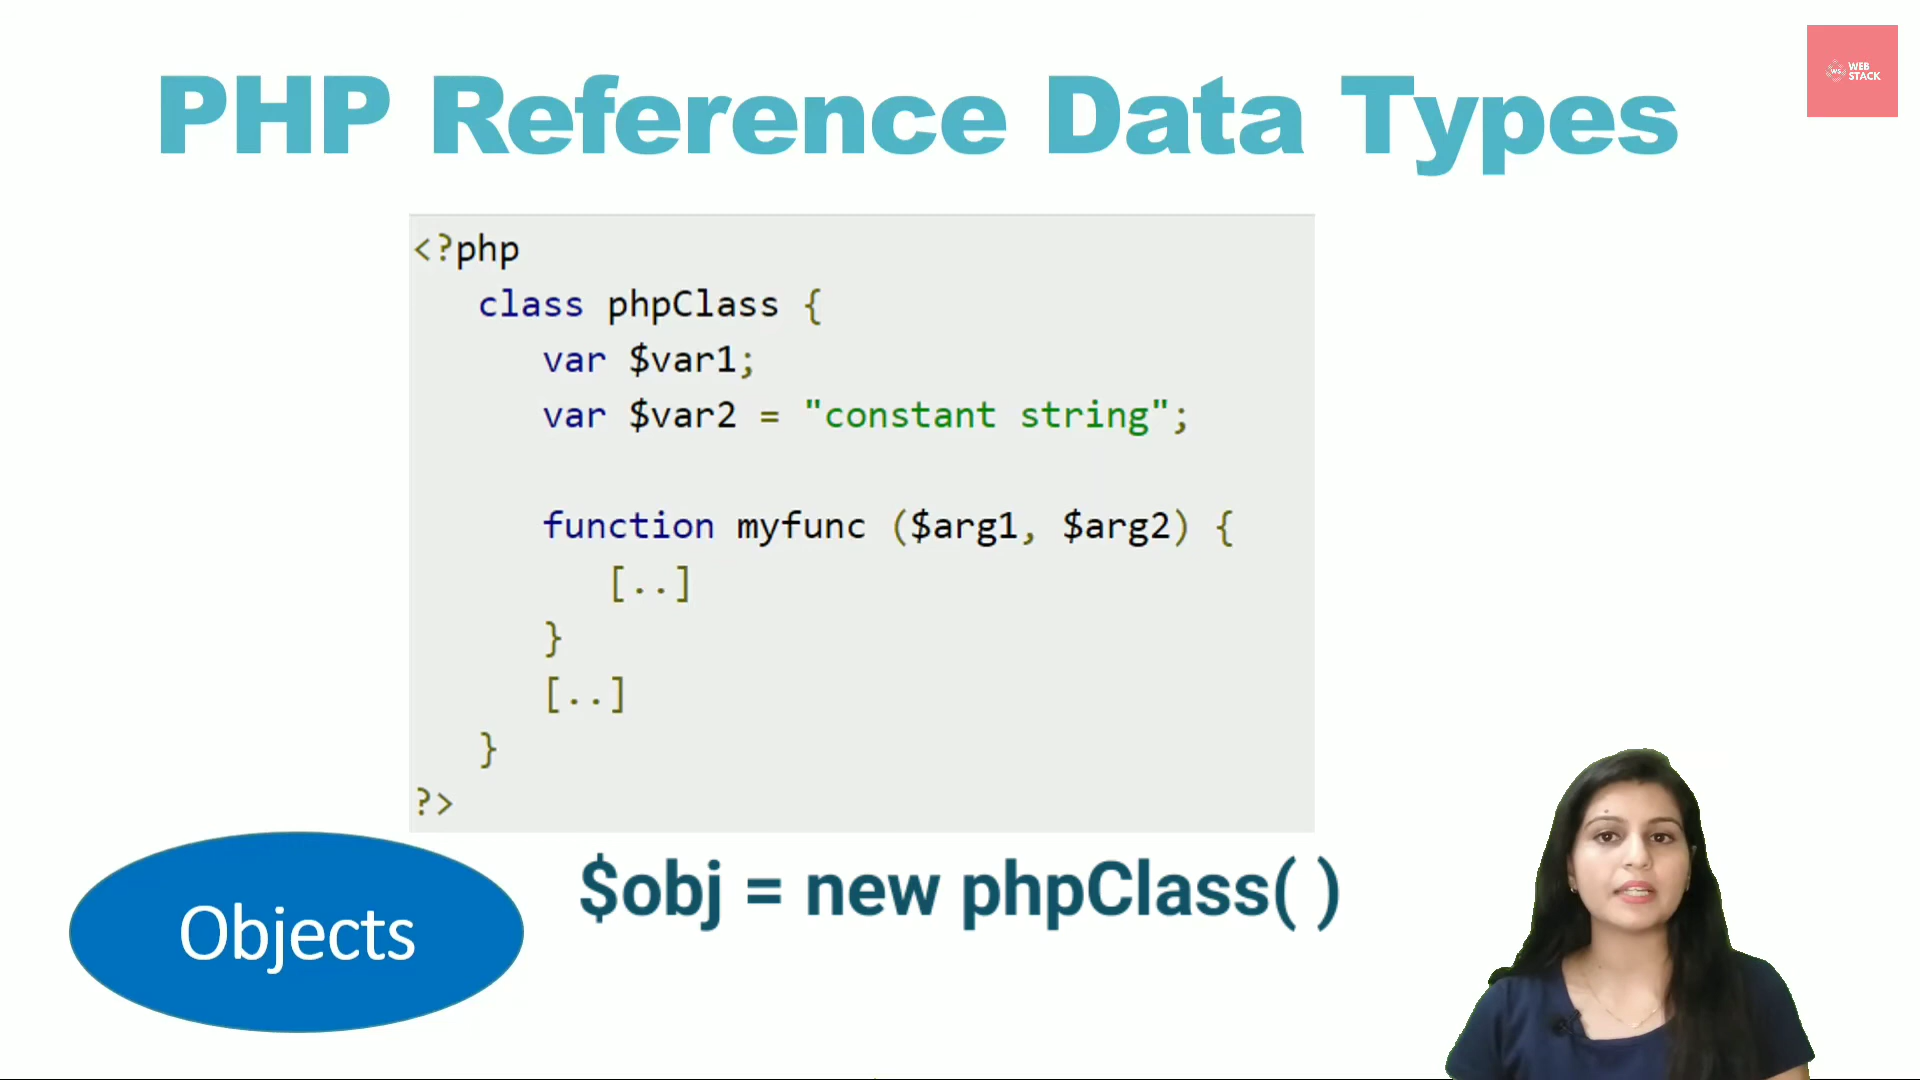 PHP Reference Data Types
WEB
STACK
<?php
class phpClass {
var $var1;
var $var2 = "constant string";
function myfunc ($arg1, $arg2) {
[..]
}
[..]
}
?>
$obj = new phpClass( )
Objects